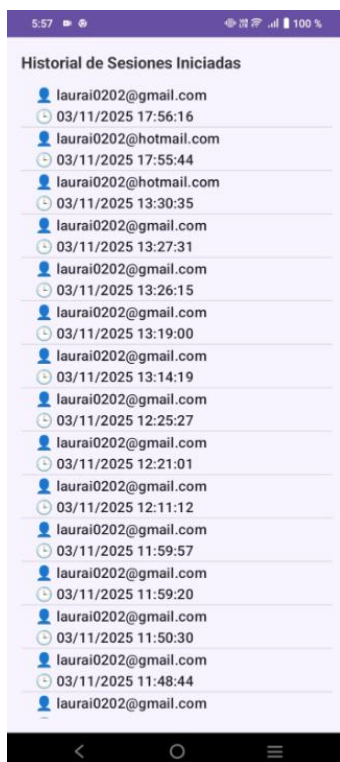 5:57 100 %
Historial de Sesiones Iniciadas
laurai0202@gmail.com
03/11/2025 17:56:16
laurai0202@hotmail.com
03/11/2025 17:55:44
laurai0202@hotmail.com
03/11/2025 13:30:35
laurai0202@gmail.com
03/11/2025 13:27:31
laurai0202@gmail.com
03/11/2025 13:26:15
laurai0202@gmail.com
03/11/2025 13:19:00
laurai0202@gmail.com
03/11/2025 13:14:19
laurai0202@gmail.com
03/11/2025 12:25:27
laurai0202@gmail.com
03/11/2025 12:21:01
laurai0202@gmail.com
03/11/2025 12:11:12
laurai0202@gmail.com
03/11/2025 11:59:57
laurai0202@gmail.com
03/11/2025 11:59:20
laurai0202@gmail.com
03/11/2025 11:50:30
laurai0202@gmail.com
03/11/2025 11:48:44
laurai0202@gmail.com